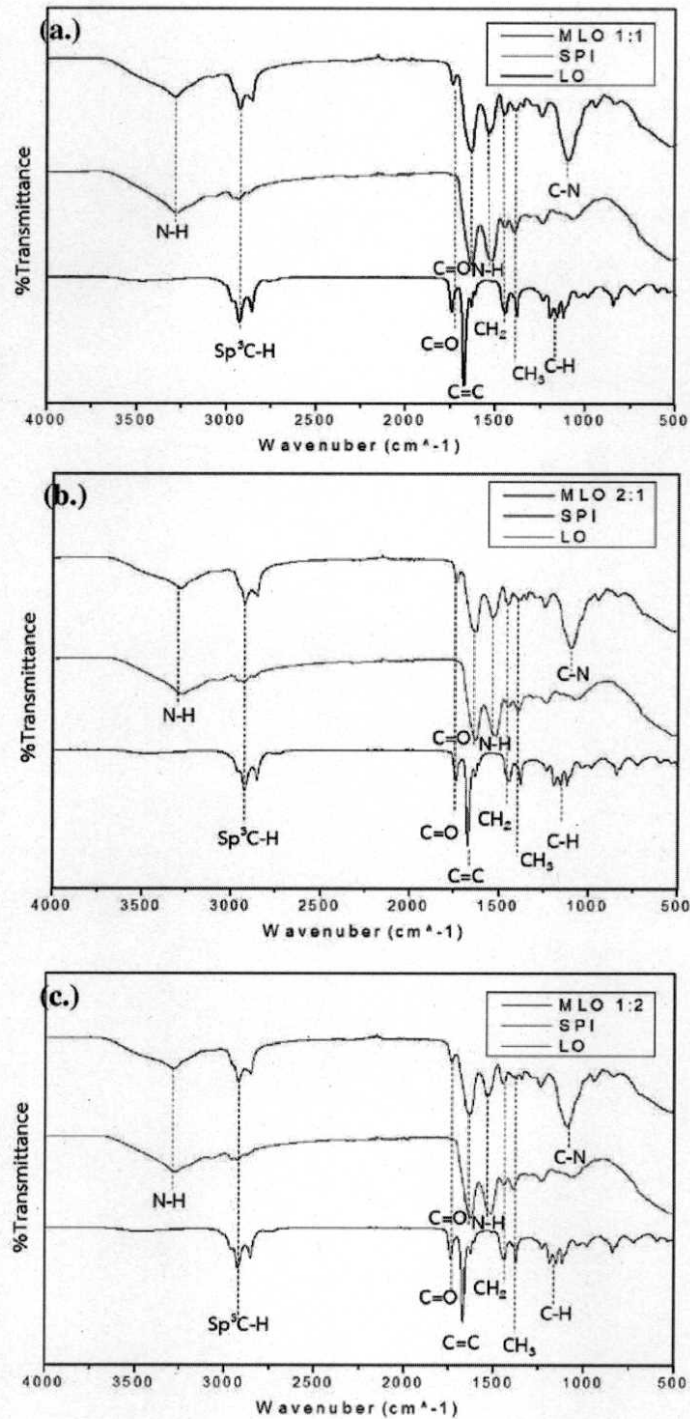 (a.)
MLO 1:1
SPI
LO
%Transmittance
N-H
Sp³C-H
C=O
N-H
C-N
C=O
CH₂
C=C
CH₃
C-H
4000 3500 3000 2500 2000 1500 1000 500
Wavenuber (cm^-1)
(b.)
MLO 2:1
SPI
LO
%Transmittance
N-H
Sp³C-H
C=O
N-H
C-N
C=O
CH₂
C=C
CH₃
C-H
4000 3500 3000 2500 2000 1500 1000 500
Wavenuber (cm^-1)
(c.)
MLO 1:2
SPI
LO
%Transmittance
N-H
Sp³C-H
C=O
N-H
C-N
C=O
CH₂
C=C
CH₃
C-H
4000 3500 3000 2500 2000 1500 1000 500
Wavenuber (cm^-1)